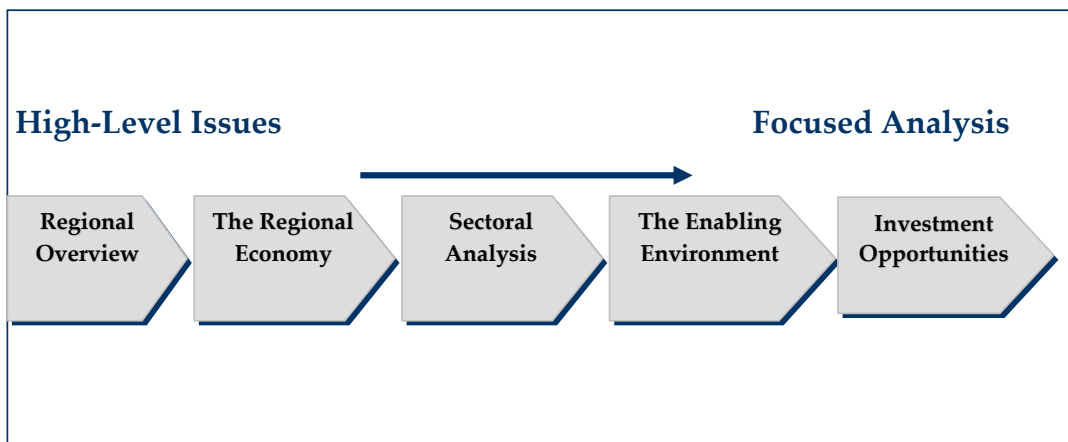 High-Level Issues
Focused Analysis
Regional
Overview
The Regional
Economy
Sectoral
Analysis
The Enabling
Environment
Investment
Opportunities